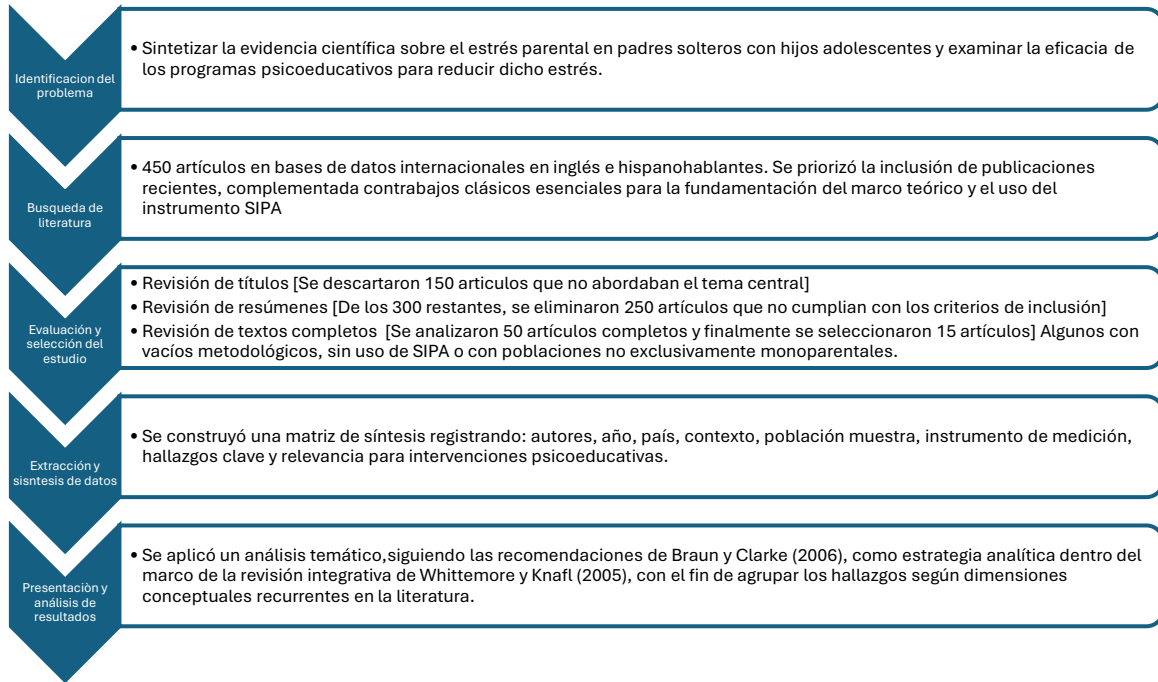 Identificacion del
problema
• Sintetizar la evidencia científica sobre el estrés parental en padres solteros con hijos adolescentes y examinar la eficacia de
los programas psicoeducativos para reducir dicho estrés.
Busqueda de
literatura
• 450 artículos en bases de datos internacionales en inglés e hispanohablantes. Se priorizó la inclusión de publicaciones
recientes, complementada contrabajos clásicos esenciales para la fundamentación del marco teórico y el uso del
instrumento SIPA
Evaluación y
selección del
estudio
• Revisión de títulos [Se descartaron 150 articulos que no abordaban el tema central]
• Revisión de resúmenes [De los 300 restantes, se eliminaron 250 artículos que no cumplian con los criterios de inclusión]
• Revisión de textos completos [Se analizaron 50 artículos completos y finalmente se seleccionaron 15 artículos] Algunos con
vacíos metodológicos, sin uso de SIPA o con poblaciones no exclusivamente monoparentales.
Extracción y
sisntesis de datos
• Se construyó una matriz de síntesis registrando: autores, año, país, contexto, población muestra, instrumento de medición,
hallazgos clave y relevancia para intervenciones psicoeducativas.
Presentaciòn y
análisis de
resultados
• Se aplicó un análisis temático,siguiendo las recomendaciones de Braun y Clarke (2006), como estrategia analítica dentro del
marco de la revisión integrativa de Whittemore y Knafl (2005), con el fin de agrupar los hallazgos según dimensiones
conceptuales recurrentes en la literatura.